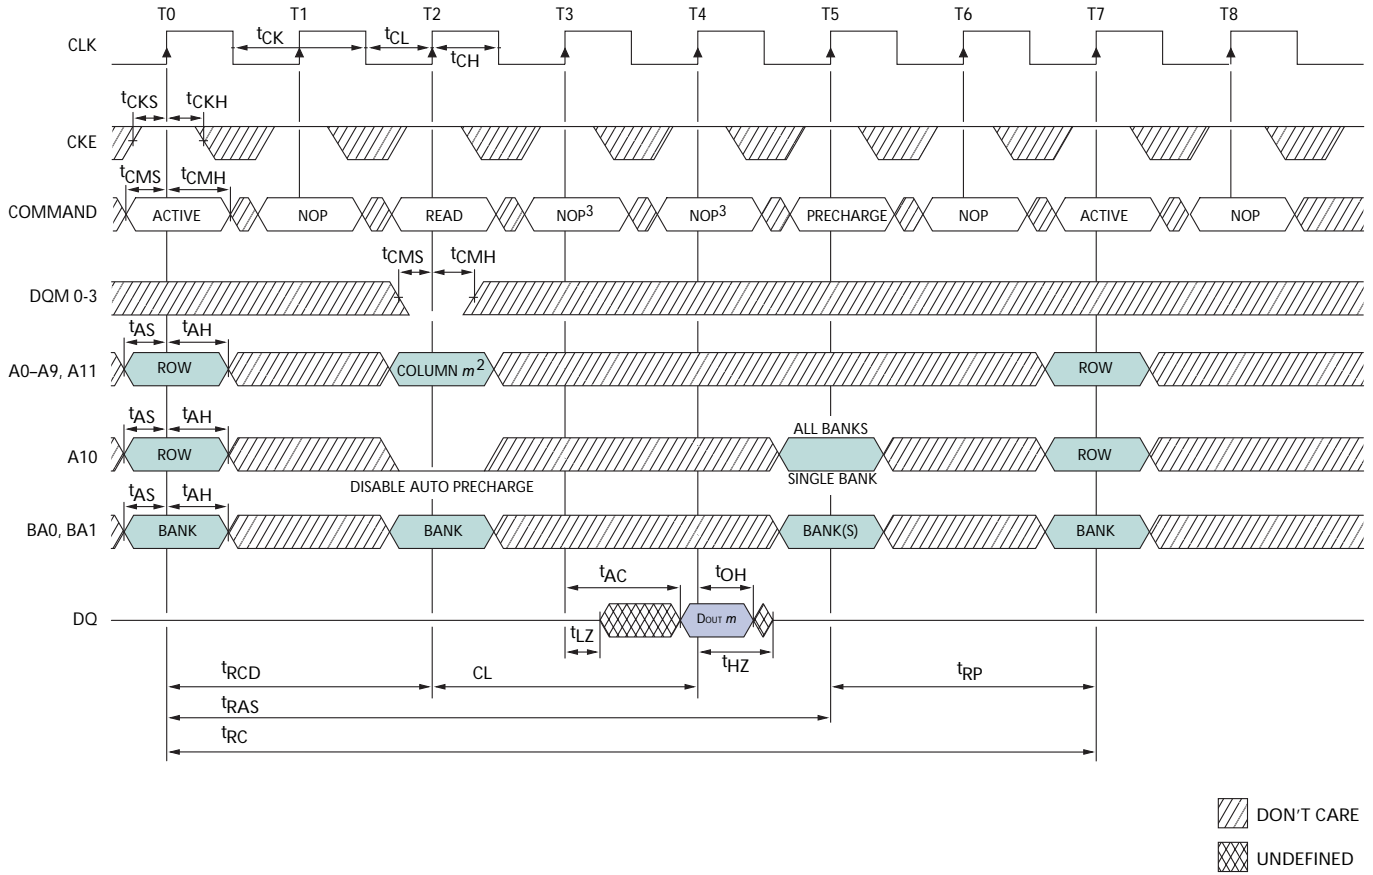 T0 T1 T2 T3 T4 T5 T6 T7 T8
CLK tCK tCL tCH
tCKS tCKH
CKE
tCMS tCMH
COMMAND ACTIVE NOP READ NOP3 NOP3 PRECHARGE NOP ACTIVE NOP
tCMS tCMH
DQM 0-3
tAS tAH
A0–A9, A11 ROW COLUMN m2 ROW
tAS tAH ALL BANKS
A10 ROW ROW
DISABLE AUTO PRECHARGE SINGLE BANK
tAS tAH
BA0, BA1 BANK BANK BANK(S) BANK
tAC tOH
DQ DOUT m
tLZ tHZ
tRCD CL tRP
tRAS
tRC
DON'T CARE
UNDEFINED